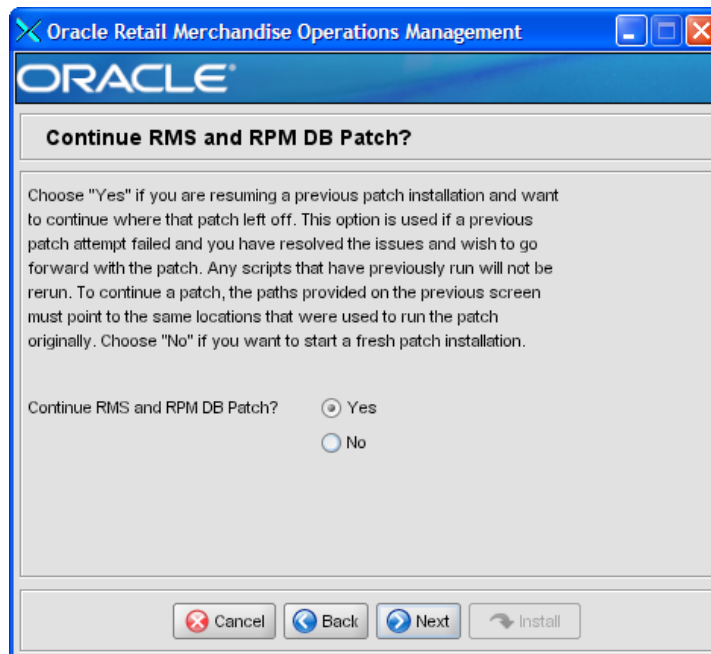 Oracle Retail Merchandise Operations Management
ORACLE®
Continue RMS and RPM DB Patch?
Choose "Yes" if you are resuming a previous patch installation and want
to continue where that patch left off. This option is used if a previous
patch attempt failed and you have resolved the issues and wish to go
forward with the patch. Any scripts that have previously run will not be
rerun. To continue a patch, the paths provided on the previous screen
must point to the same locations that were used to run the patch
originally. Choose "No" if you want to start a fresh patch installation.
Continue RMS and RPM DB Patch? Yes
No
Cancel Back Next Install